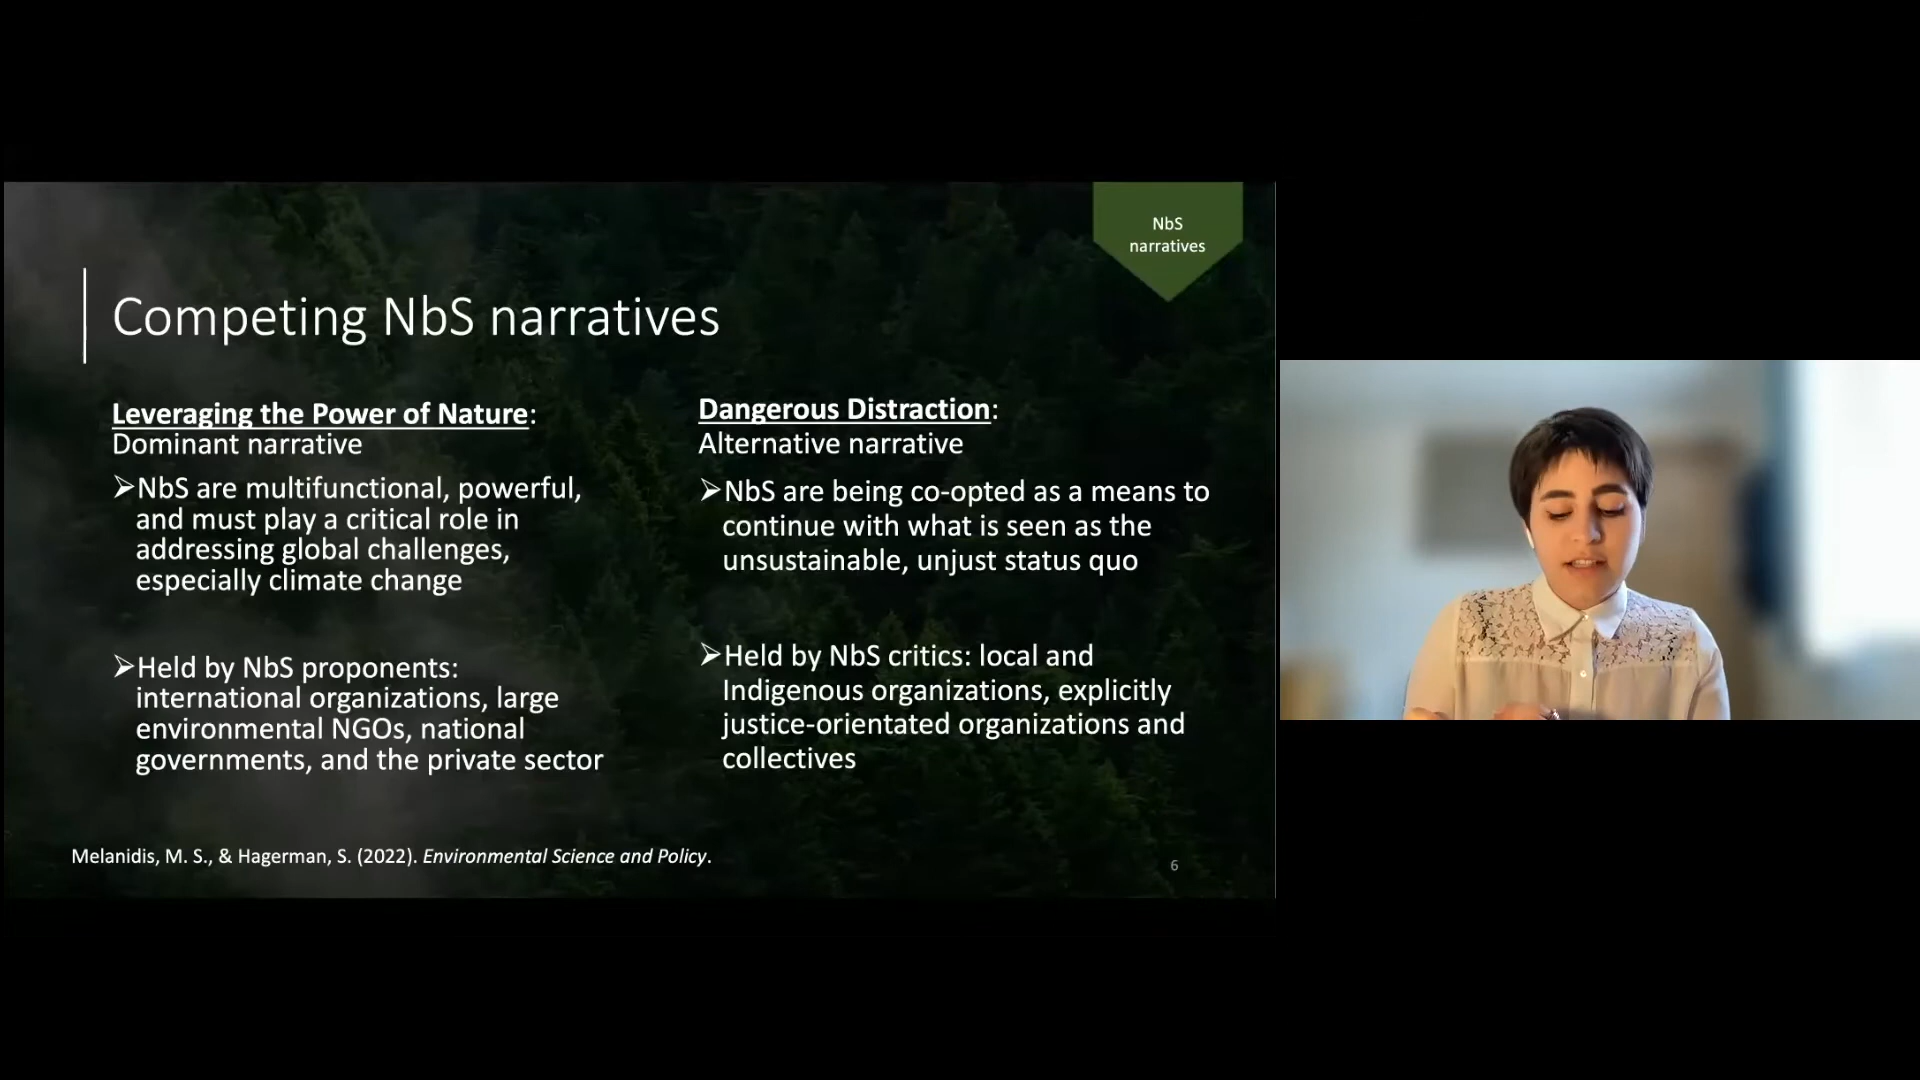 NbS
narratives
Competing NbS narratives
Leveraging the Power of Nature:
Dominant narrative
➢NbS are multifunctional, powerful,
and must play a critical role in
addressing global challenges,
especially climate change
➢Held by NbS proponents:
international organizations, large
environmental NGOs, national
governments, and the private sector
Dangerous Distraction:
Alternative narrative
➢NbS are being co-opted as a means to
continue with what is seen as the
unsustainable, unjust status quo
➢Held by NbS critics: local and
Indigenous organizations, explicitly
justice-orientated organizations and
collectives
Melanidis, M. S., & Hagerman, S. (2022). Environmental Science and Policy.
6